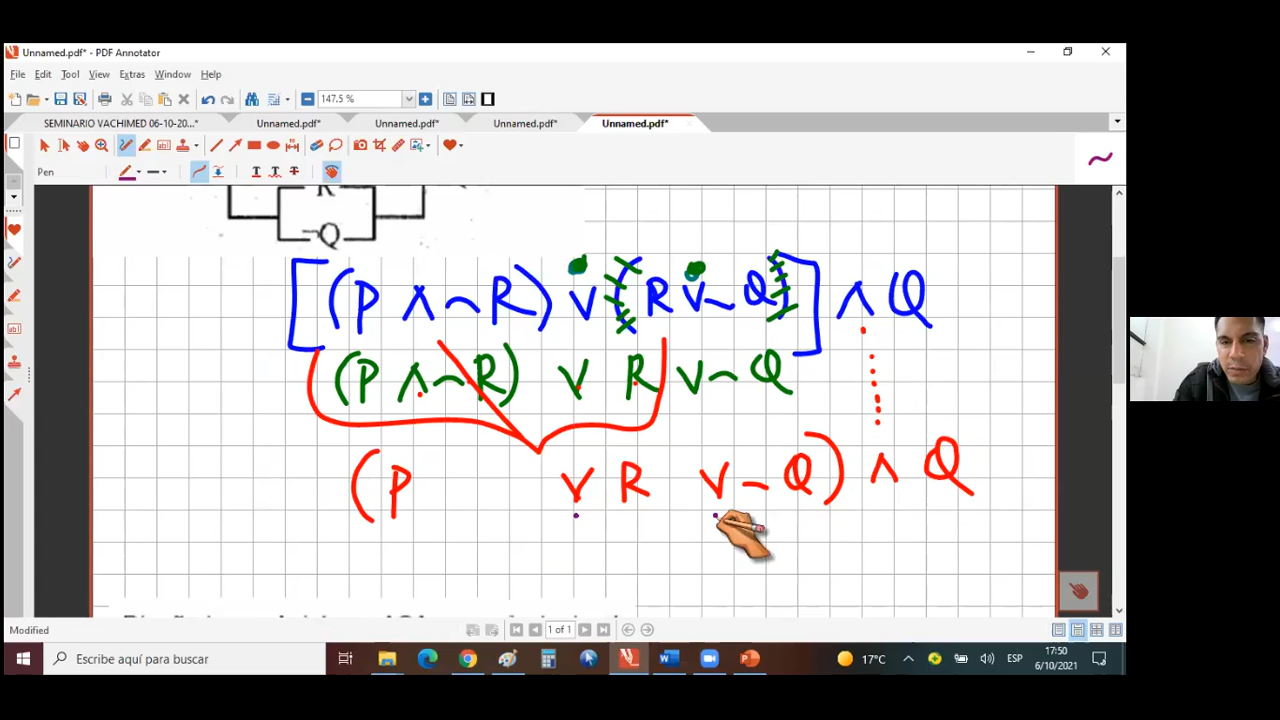 Unnamed.pdf* - PDF Annotator
File Edit Tool View Extras Window Help
147.5 %
SEMINARIO VACHIMED 06-10-20...* Unnamed.pdf* Unnamed.pdf* Unnamed.pdf* Unnamed.pdf*
Pen
R
¬Q
[(P ∧ ~R) ∨ (R ∨ ~Q)] ∧ Q
(P ∧ ~R) ∨ R ∨ ~Q
(P ∨ R ∨ ~Q) ∧ Q
Modified
1 of 1
Escribe aquí para buscar
17°C
ESP
17:50
6/10/2021